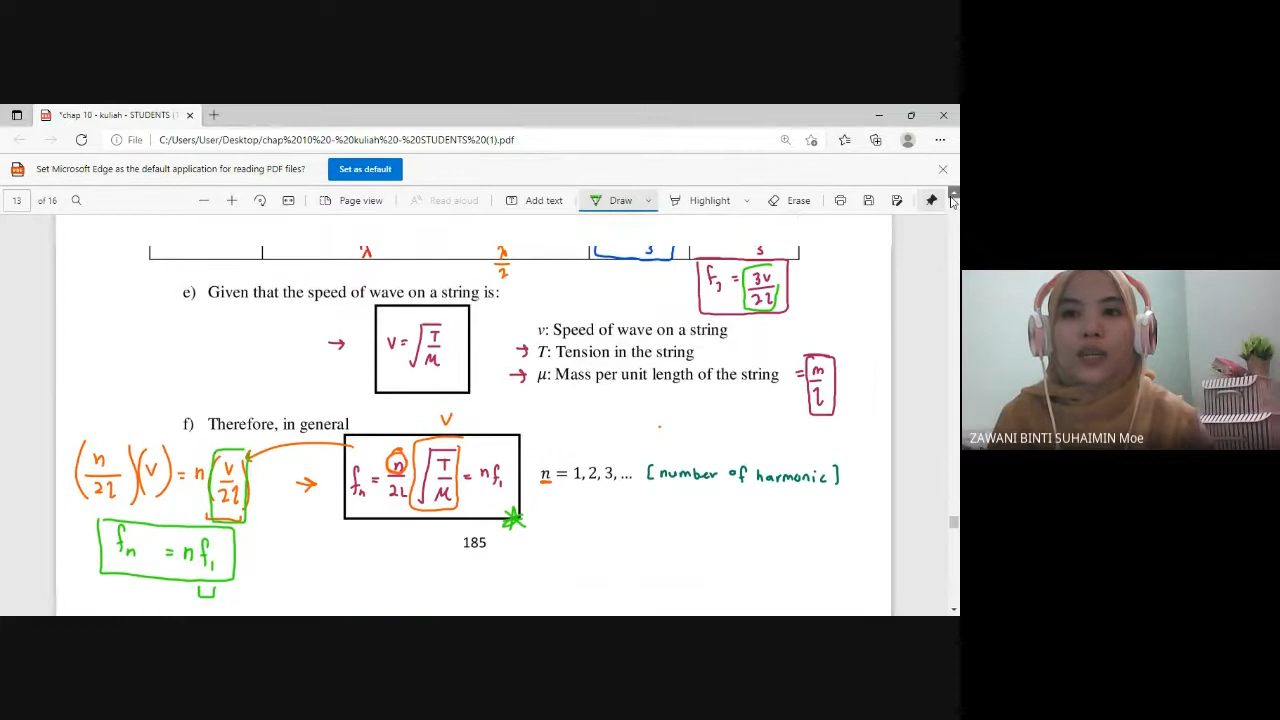 *chap 10 - kuliah - STUDENTS (1
File
C:/Users/User/Desktop/chap%2010%20-%20kuliah%20-%20STUDENTS%20(1).pdf
Set Microsoft Edge as the default application for reading PDF files?
Set as default
13 of 16
Page view
Read aloud
Add text
Draw
Highlight
Erase
λ
λ/2
3
3
f₃ = 3v/2l
e) Given that the speed of wave on a string is:
→ v = √(T/μ)
v: Speed of wave on a string
→ T: Tension in the string
→ μ: Mass per unit length of the string = m/l
f) Therefore, in general
v
(n/2l)(v) = n(v/2l)
→ fₙ = n/2L √(T/μ) = nf₁
n = 1, 2, 3, ... [number of harmonic]
fₙ = nf₁
185
ZAWANI BINTI SUHAIMIN Moe